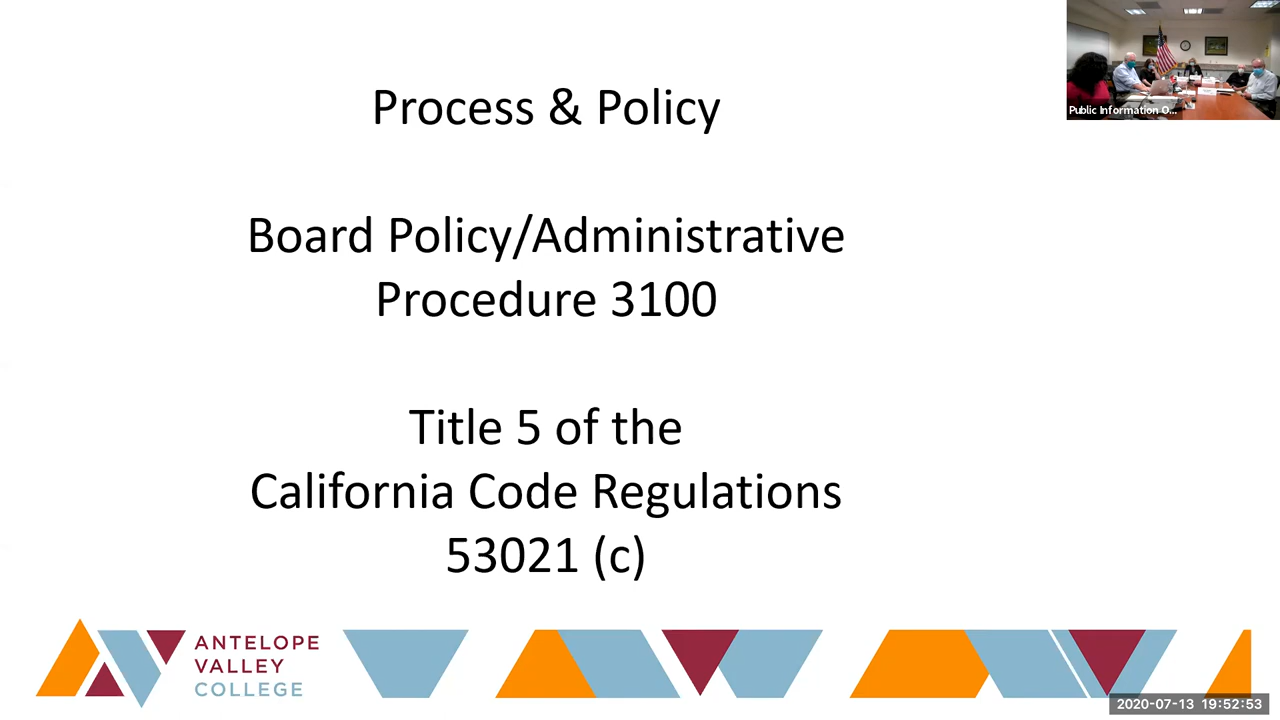 Process & Policy
Public Information O...
Board Policy/Administrative
Procedure 3100
Title 5 of the
California Code Regulations
53021 (c)
ANTELOPE
VALLEY
COLLEGE
2020-07-13 19:52:53